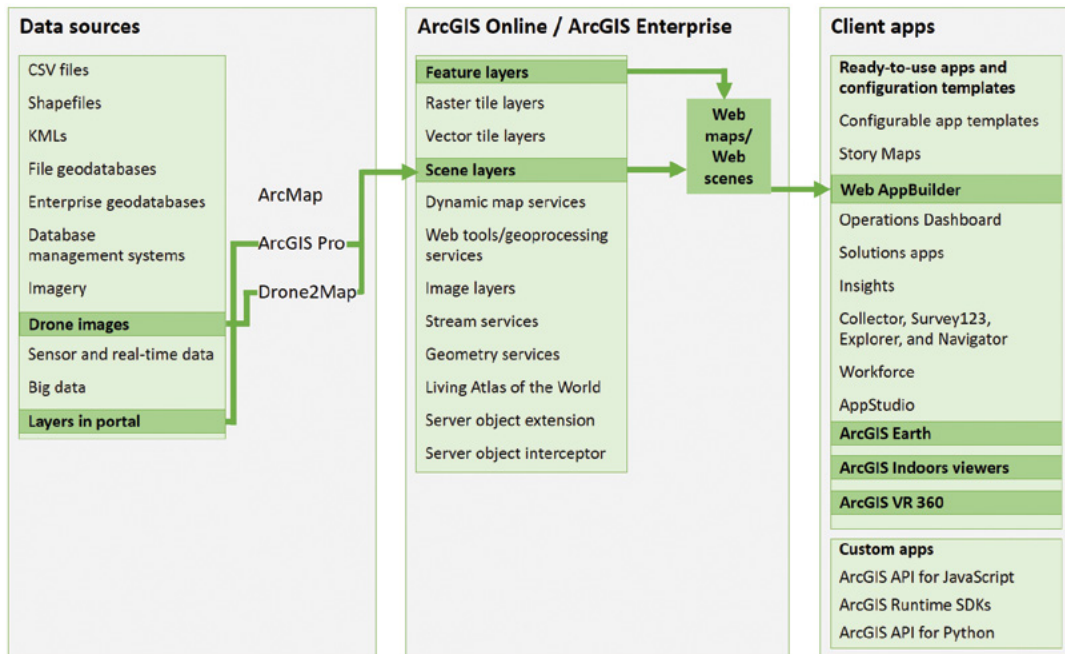 Data sources
CSV files
Shapefiles
KMLs
File geodatabases
Enterprise geodatabases
Database
management systems
Imagery
Drone images
Sensor and real-time data
Big data
Layers in portal
ArcMap
ArcGIS Pro
Drone2Map
ArcGIS Online / ArcGIS Enterprise
Feature layers
Raster tile layers
Vector tile layers
Scene layers
Dynamic map services
Web tools/geoprocessing
services
Image layers
Stream services
Geometry services
Living Atlas of the World
Server object extension
Server object interceptor
Web
maps/
Web
scenes
Client apps
Ready-to-use apps and
configuration templates
Configurable app templates
Story Maps
Web AppBuilder
Operations Dashboard
Solutions apps
Insights
Collector, Survey123,
Explorer, and Navigator
Workforce
AppStudio
ArcGIS Earth
ArcGIS Indoors viewers
ArcGIS VR 360
Custom apps
ArcGIS API for JavaScript
ArcGIS Runtime SDKs
ArcGIS API for Python